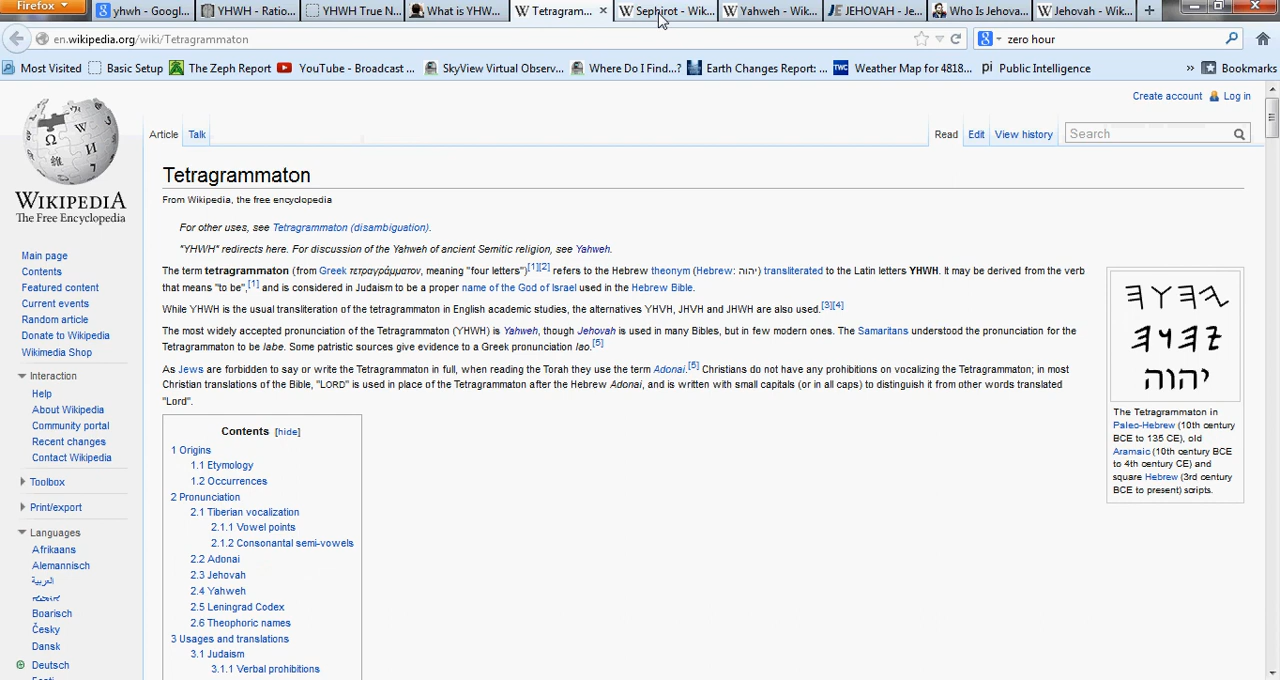 Firefox
yhwh - Googl...
YHWH - Ratio...
YHWH True N...
What is YHW...
Tetragram...
Sephirot - Wik...
Yahweh - Wik...
JEHOVAH - Je...
Who Is Jehova...
Jehovah - Wik...
en.wikipedia.org/wiki/Tetragrammaton
zero hour
Most Visited
Basic Setup
The Zeph Report
YouTube - Broadcast ...
SkyView Virtual Observ...
Where Do I Find...?
Earth Changes Report: ...
TWC
Weather Map for 4818...
pi Public Intelligence
»
Bookmarks
Create account
Log in
Article
Talk
Read
Edit
View history
Search
WIKIPEDIA
The Free Encyclopedia
Main page
Contents
Featured content
Current events
Random article
Donate to Wikipedia
Wikimedia Shop
Interaction
Help
About Wikipedia
Community portal
Recent changes
Contact Wikipedia
Toolbox
Print/export
Languages
Afrikaans
Alemannisch
العربية
Boarisch
Česky
Dansk
Deutsch
Tetragrammaton
From Wikipedia, the free encyclopedia
For other uses, see Tetragrammaton (disambiguation).
"YHWH" redirects here. For discussion of the Yahweh of ancient Semitic religion, see Yahweh.
The term tetragrammaton (from Greek τετραγράμματον, meaning "four letters")[1][2] refers to the Hebrew theonym (Hebrew: יהוה) transliterated to the Latin letters YHWH. It may be derived from the verb
that means "to be",[1] and is considered in Judaism to be a proper name of the God of Israel used in the Hebrew Bible.
While YHWH is the usual transliteration of the tetragrammaton in English academic studies, the alternatives YHVH, JHVH and JHWH are also used.[3][4]
The most widely accepted pronunciation of the Tetragrammaton (YHWH) is Yahweh, though Jehovah is used in many Bibles, but in few modern ones. The Samaritans understood the pronunciation for the
Tetragrammaton to be Iabe. Some patristic sources give evidence to a Greek pronunciation Iao.[5]
As Jews are forbidden to say or write the Tetragrammaton in full, when reading the Torah they use the term Adonai.[5] Christians do not have any prohibitions on vocalizing the Tetragrammaton; in most
Christian translations of the Bible, "LORD" is used in place of the Tetragrammaton after the Hebrew Adonai, and is written with small capitals (or in all caps) to distinguish it from other words translated
"Lord".
Contents [hide]
1 Origins
1.1 Etymology
1.2 Occurrences
2 Pronunciation
2.1 Tiberian vocalization
2.1.1 Vowel points
2.1.2 Consonantal semi-vowels
2.2 Adonai
2.3 Jehovah
2.4 Yahweh
2.5 Leningrad Codex
2.6 Theophoric names
3 Usages and translations
3.1 Judaism
3.1.1 Verbal prohibitions
יהוה
The Tetragrammaton in
Paleo-Hebrew (10th century
BCE to 135 CE), old
Aramaic (10th century BCE
to 4th century CE) and
square Hebrew (3rd century
BCE to present) scripts.